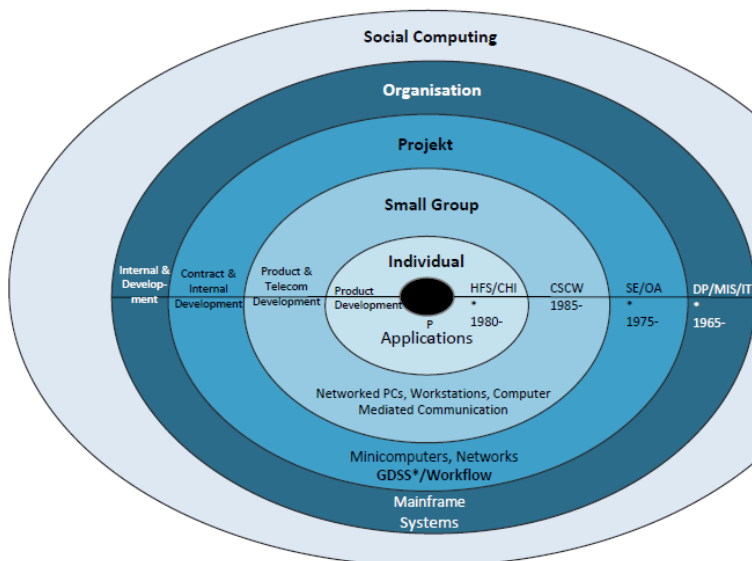 Social Computing
Organisation
Projekt
Small Group
Individual
Internal &
Develop-
ment
Contract &
Internal
Development
Product &
Telecom
Development
Product
Development
HFS/CHI
*
1980-
CSCW
1985-
SE/OA
*
1975-
DP/MIS/IT
*
1965-
P
Applications
Networked PCs, Workstations, Computer
Mediated Communication
Minicomputers, Networks
GDSS*/Workflow
Mainframe
Systems